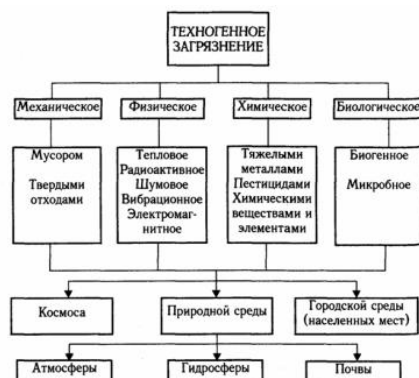 ТЕХНОГЕННОЕ
ЗАГРЯЗНЕНИЕ
Механическое
Физическое
Химическое
Биологическое
Мусором
Твердыми
отходами
Тепловое
Радиоактивное
Шумовое
Вибрационное
Электромаг-
нитное
Тяжелыми
металлами
Пестицидами
Химическими
веществами и
элементами
Биогенное
Микробное
Космоса
Природной среды
Городской среды
(населенных мест)
Атмосферы
Гидросферы
Почвы